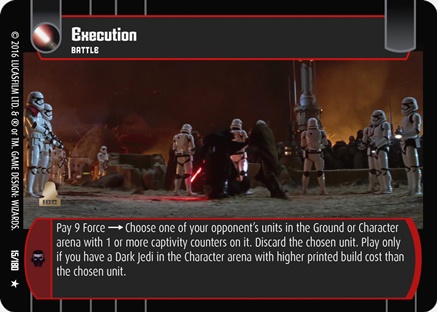 Execution
BATTLE
IDC
Pay 9 Force → Choose one of your opponent's units in the Ground or Character
arena with 1 or more captivity counters on it. Discard the chosen unit. Play only
if you have a Dark Jedi in the Character arena with higher printed build cost than
the chosen unit.
© 2016 LUCASFILM LTD. & ® or TM. GAME DESIGN: WIZARDS.
15/180 ★